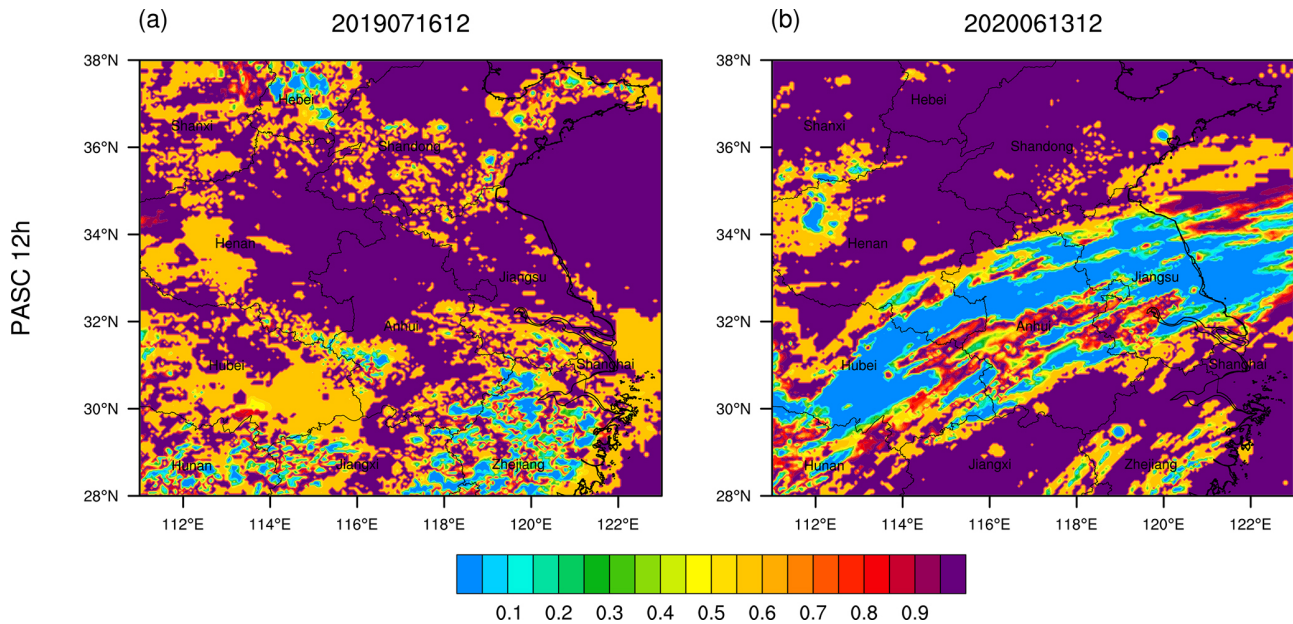 (a) 2019071612
(b) 2020061312
PASC 12h
38°N
36°N
34°N
32°N
30°N
28°N
112°E 114°E 116°E 118°E 120°E 122°E
Hebei
Shanxi
Shandong
Henan
Jiangsu
Anhui
Hubei
Shanghai
Hunan
Jiangxi
Zhejiang
38°N
36°N
34°N
32°N
30°N
28°N
112°E 114°E 116°E 118°E 120°E 122°E
Hebei
Shanxi
Shandong
Henan
Jiangsu
Anhui
Hubei
Shanghai
Hunan
Jiangxi
Zhejiang
0.1 0.2 0.3 0.4 0.5 0.6 0.7 0.8 0.9